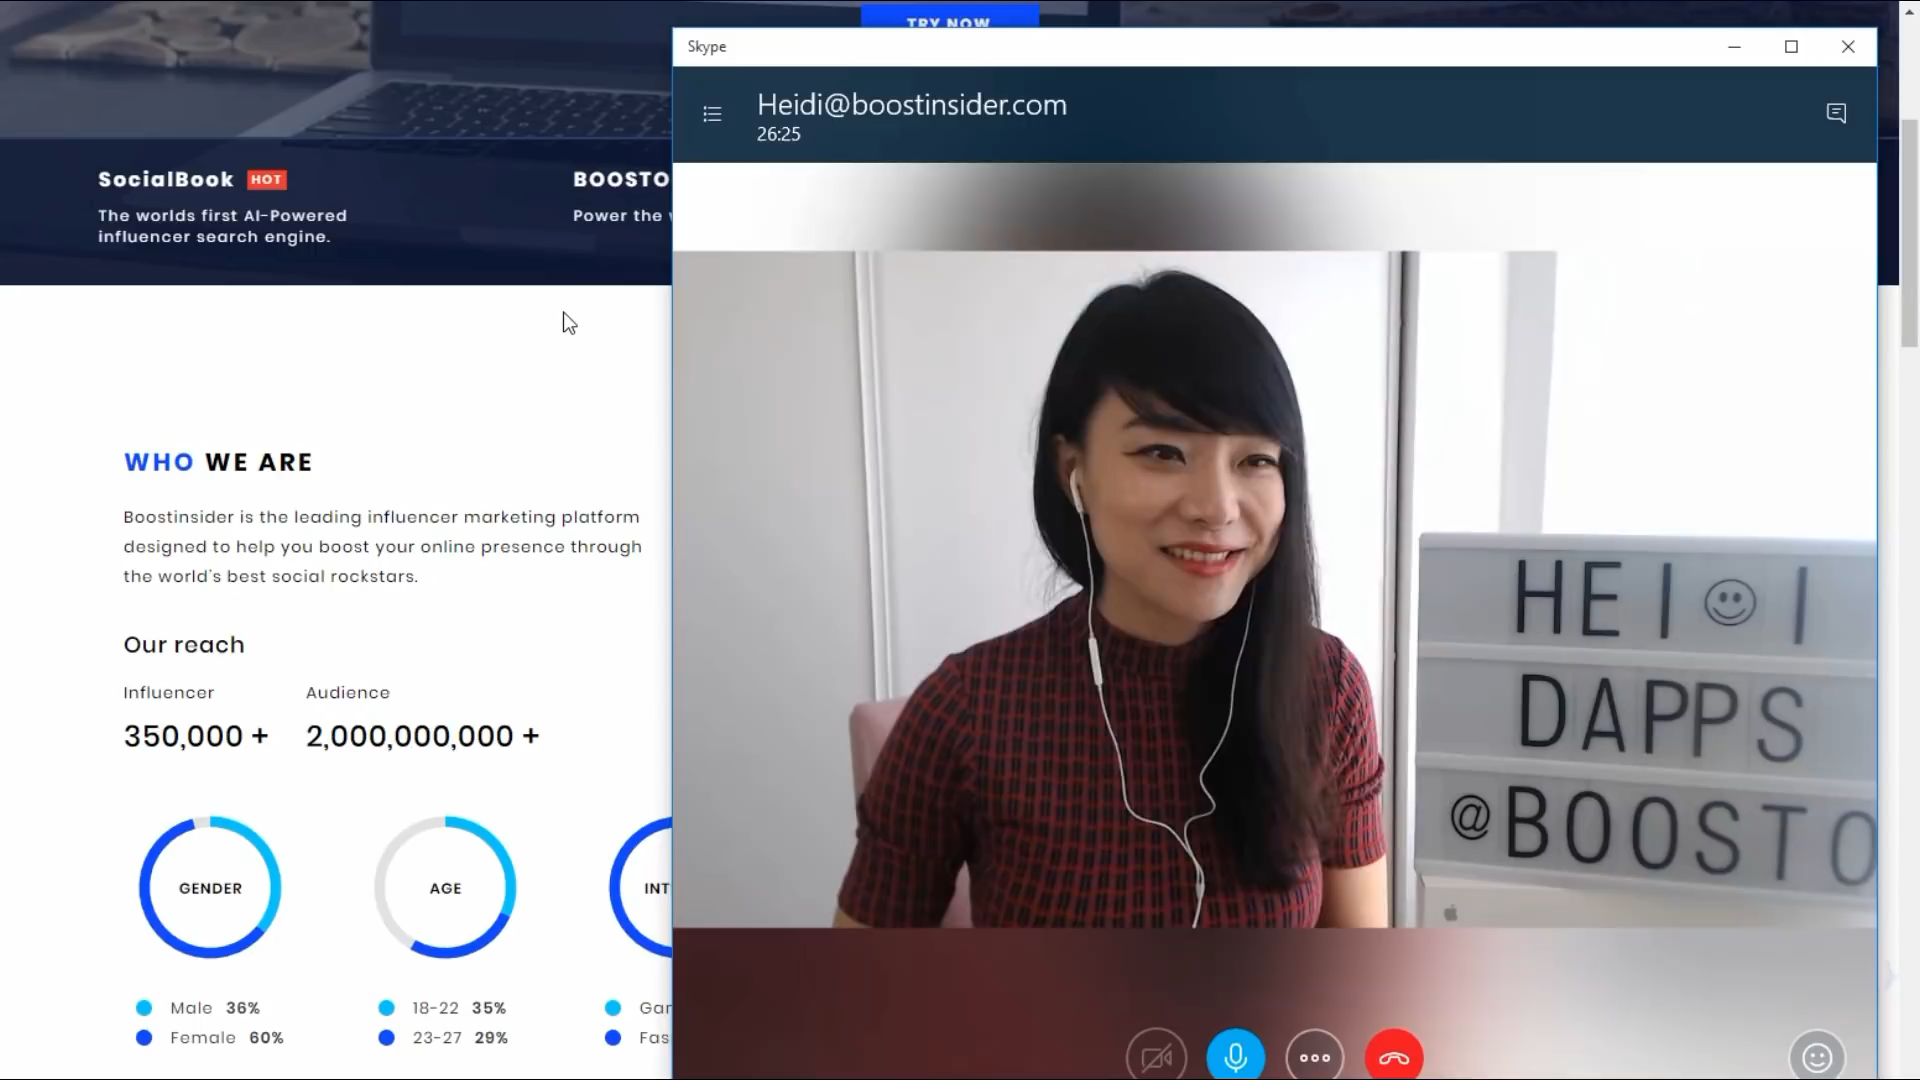 TRY NOW
Skype
Heidi@boostinsider.com
26:25
SocialBook HOT
The worlds first AI-Powered
influencer search engine.
BOOSTO
Power the
WHO WE ARE
Boostinsider is the leading influencer marketing platform
designed to help you boost your online presence through
the world's best social rockstars.
Our reach
Influencer Audience
350,000 + 2,000,000,000 +
GENDER
AGE
INT
Male 36%
Female 60%
18-22 35%
23-27 29%
Gar
Fas
HEI☺I
DAPPS
@BOOSTO